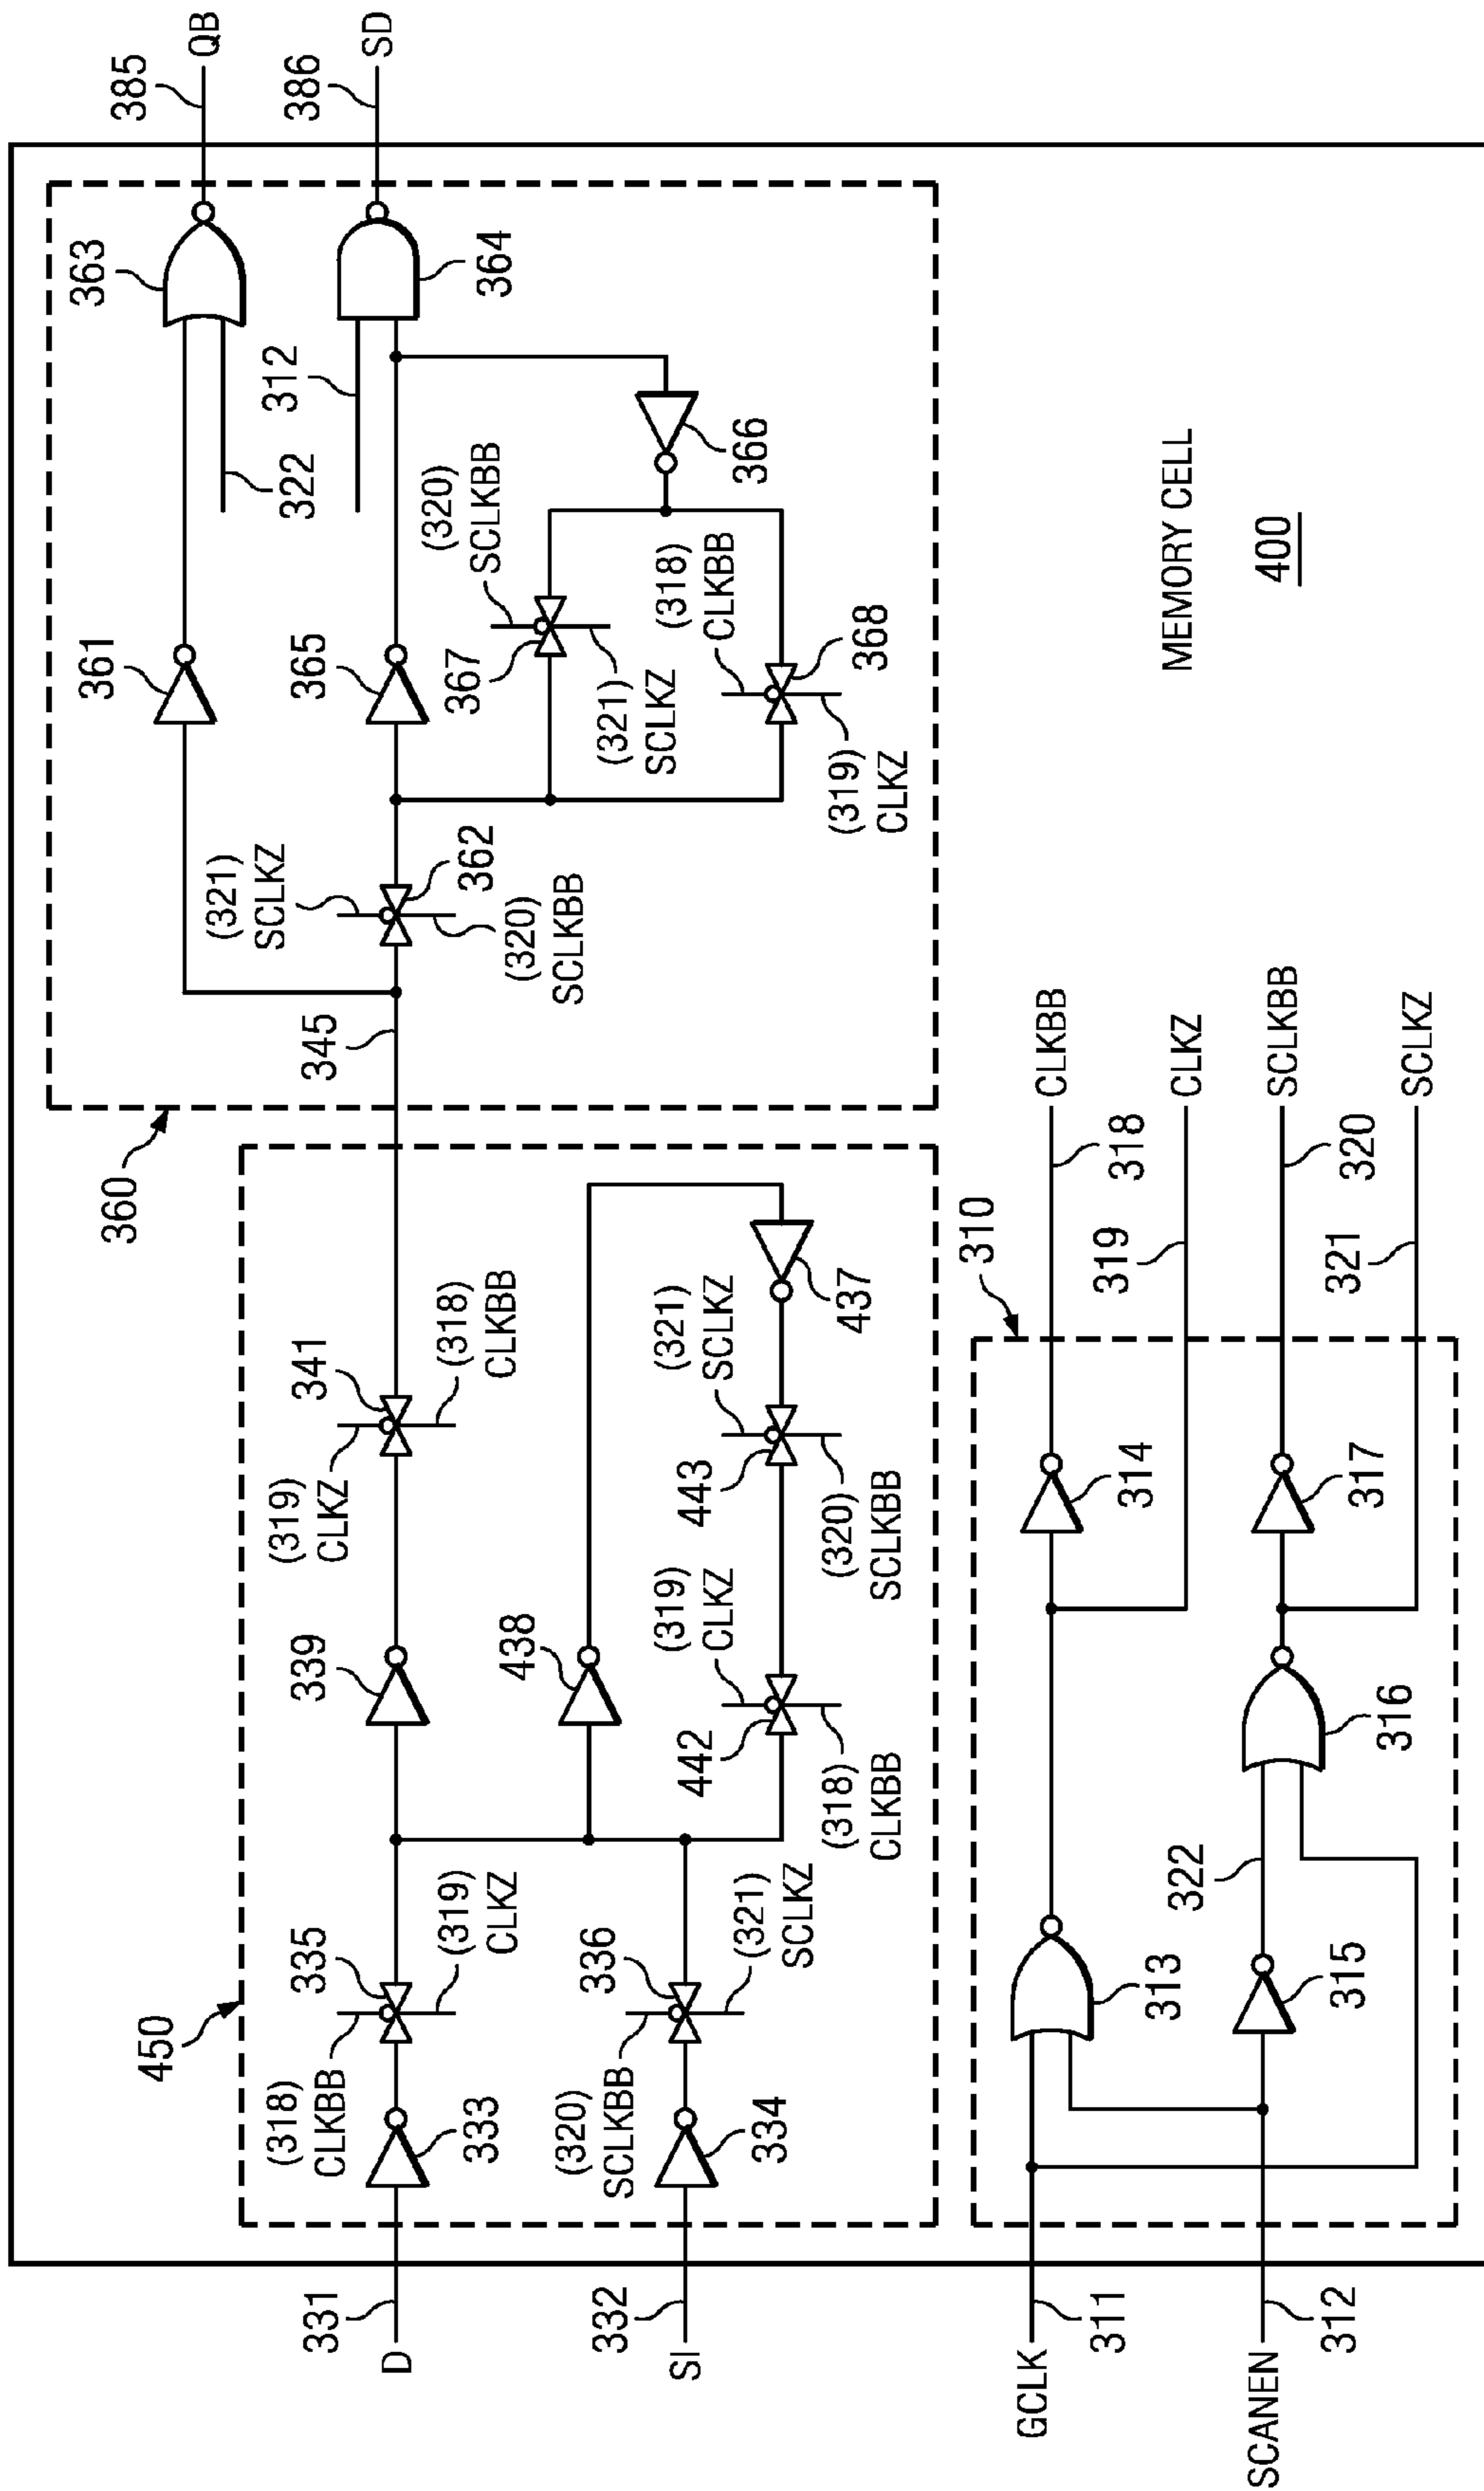 360
345
361
363
385
QB
322
(321)
SCLKZ
362
(320)
SCLKBB
365
312
364
386
SD
(320)
SCLKBB
367
(321)
SCLKZ
366
(318)
CLKBB
368
(319)
CLKZ
450
331
D
333
(318)
CLKBB
335
(319)
CLKZ
339
(319)
CLKZ
341
(318)
CLKBB
332
SI
334
(320)
SCLKBB
336
(321)
SCLKZ
438
442
(319)
CLKZ
(318)
CLKBB
443
(321)
SCLKZ
(320)
SCLKBB
437
310
GCLK
311
313
314
318
CLKBB
319
CLKZ
SCANEN
312
315
322
316
317
320
SCLKBB
321
SCLKZ
MEMORY CELL
400